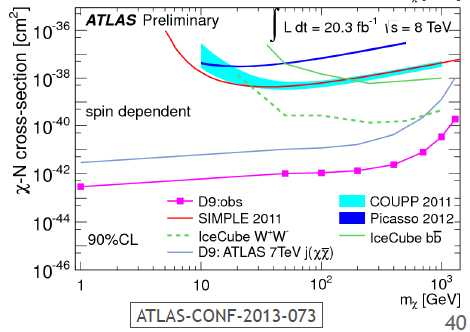 ATLAS Preliminary
∫ L dt = 20.3 fb⁻¹ √s = 8 TeV
χ-N cross-section [cm²]
10⁻³⁶
10⁻³⁸
10⁻⁴⁰
10⁻⁴²
10⁻⁴⁴
10⁻⁴⁶
spin dependent
90%CL
D9:obs
SIMPLE 2011
IceCube W⁺W⁻
D9: ATLAS 7TeV j(χχ̄)
COUPP 2011
Picasso 2012
IceCube bb̄
1 10 10² 10³
mχ [GeV]
ATLAS-CONF-2013-073
40